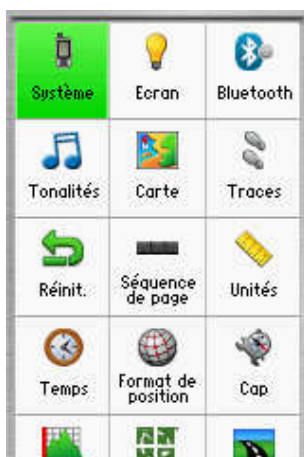 Système
Ecran
Bluetooth
Tonalités
Carte
Traces
Réinit.
Séquence
de page
Unités
Temps
Format de
position
Cap